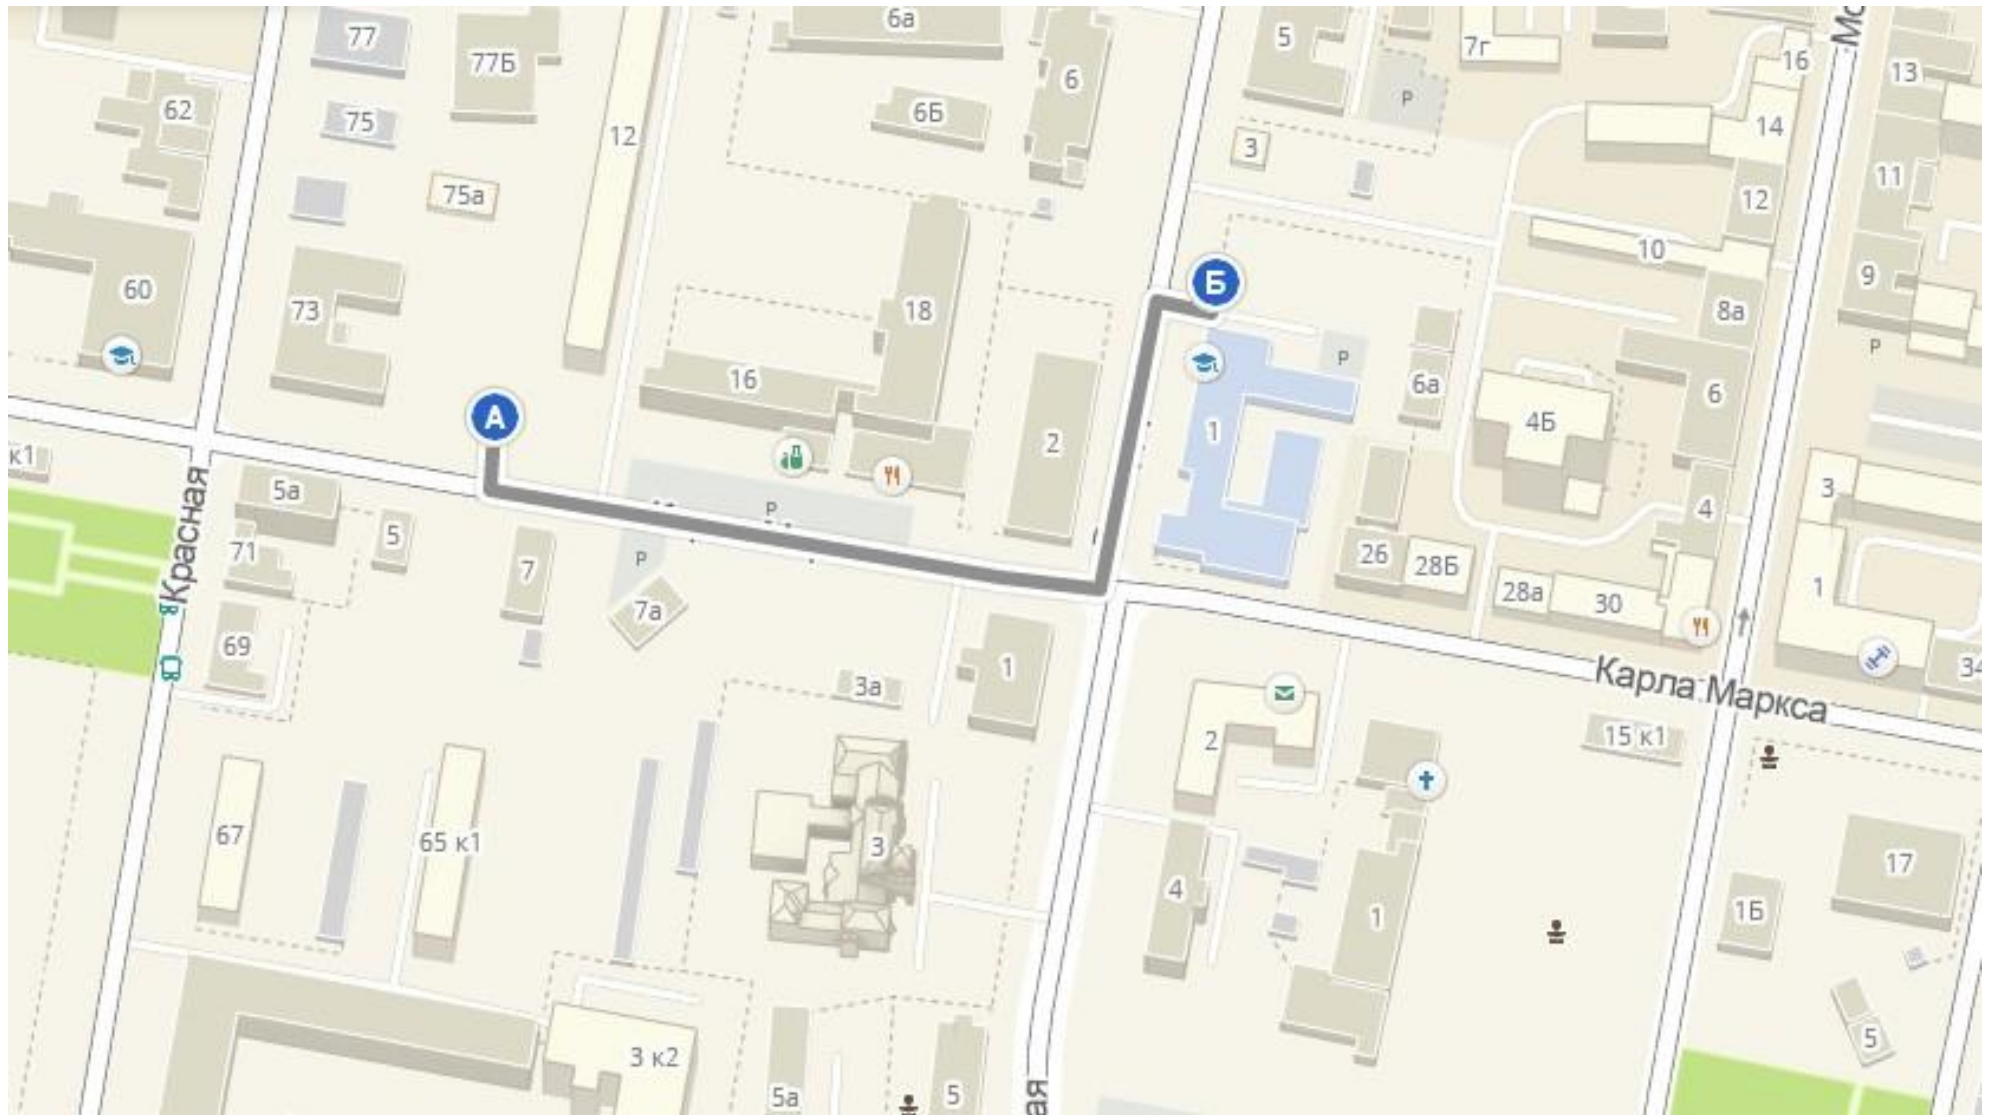 6а
77
77Б
5
7г
Мо
16
13
62
75
12
6Б
6
Р
14
3
11
75а
12
10
60
73
18
Б
9
8а
16
А
2
1
Р
6а
4Б
6
Р
к1
5а
Р
3
4
Красная
71
5
7
Р
26
28Б
28а
30
1
7а
69
3а
1
Карла Маркса
34
2
15 к1
67
65 к1
3
4
1
1Б
17
3 к2
5а
5
ая
5